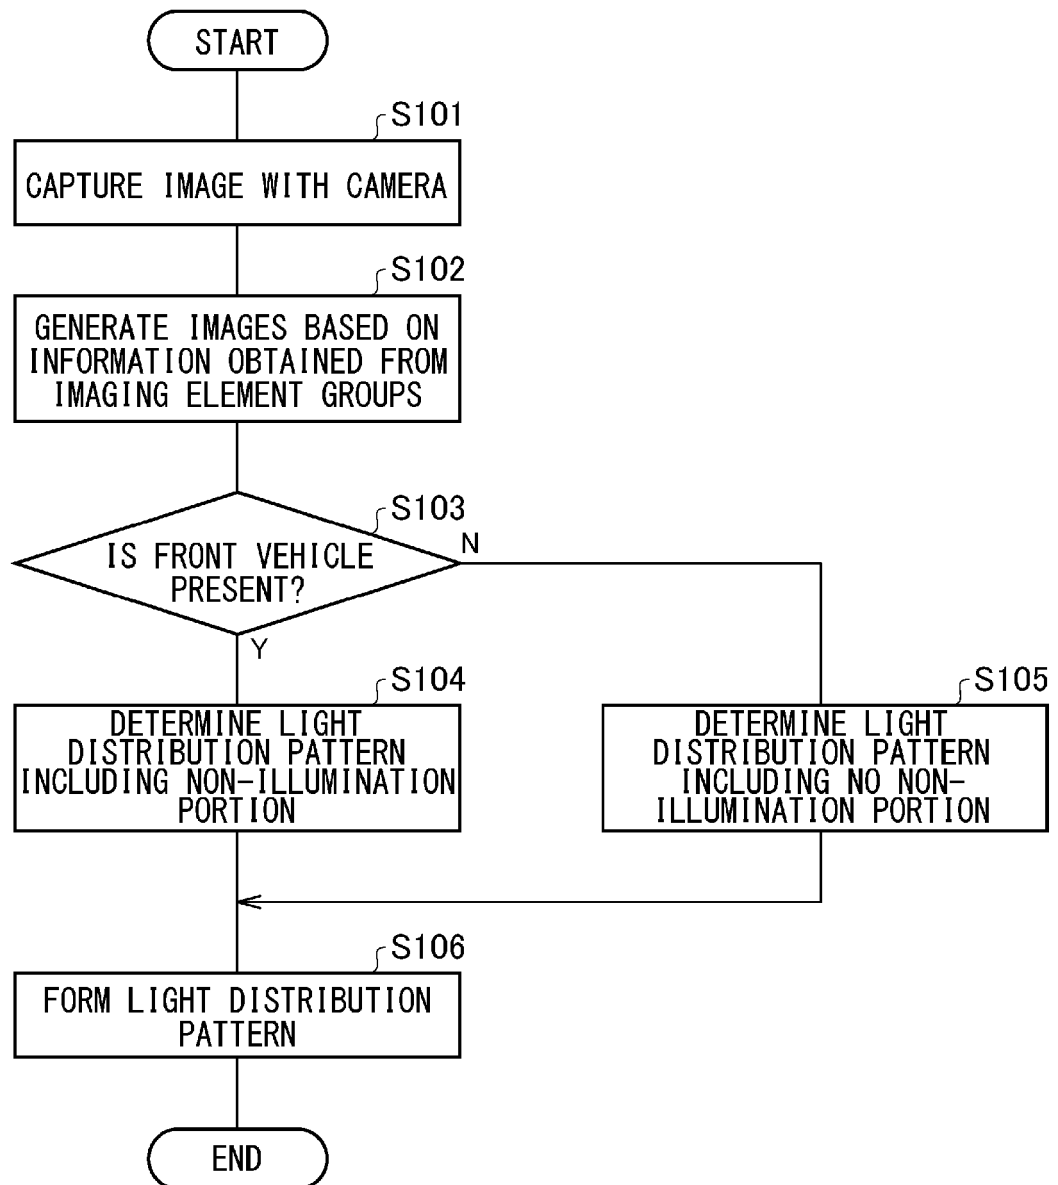 START
S101
CAPTURE IMAGE WITH CAMERA
S102
GENERATE IMAGES BASED ON
INFORMATION OBTAINED FROM
IMAGING ELEMENT GROUPS
S103
IS FRONT VEHICLE
PRESENT?
N
Y
S104
DETERMINE LIGHT
DISTRIBUTION PATTERN
INCLUDING NON-ILLUMINATION
PORTION
S105
DETERMINE LIGHT
DISTRIBUTION PATTERN
INCLUDING NO NON-
ILLUMINATION PORTION
S106
FORM LIGHT DISTRIBUTION
PATTERN
END